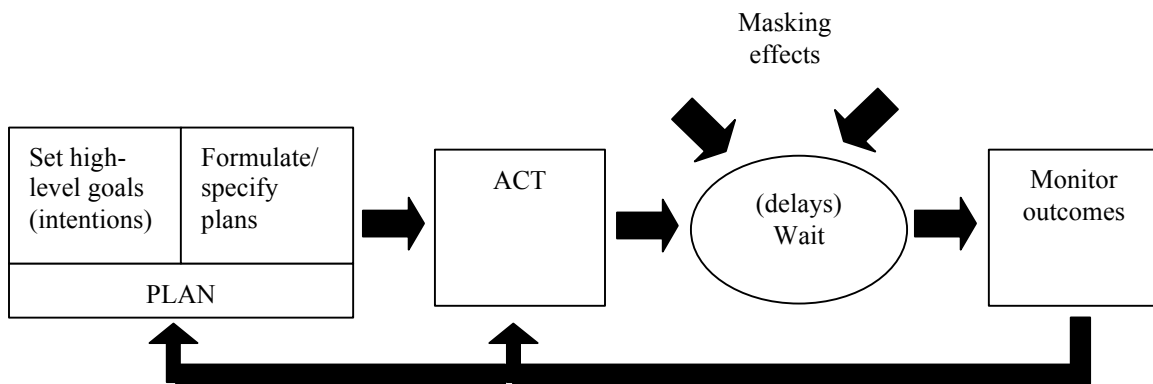 Masking
effects
Set high-
level goals
(intentions)
Formulate/
specify
plans
PLAN
ACT
(delays)
Wait
Monitor
outcomes